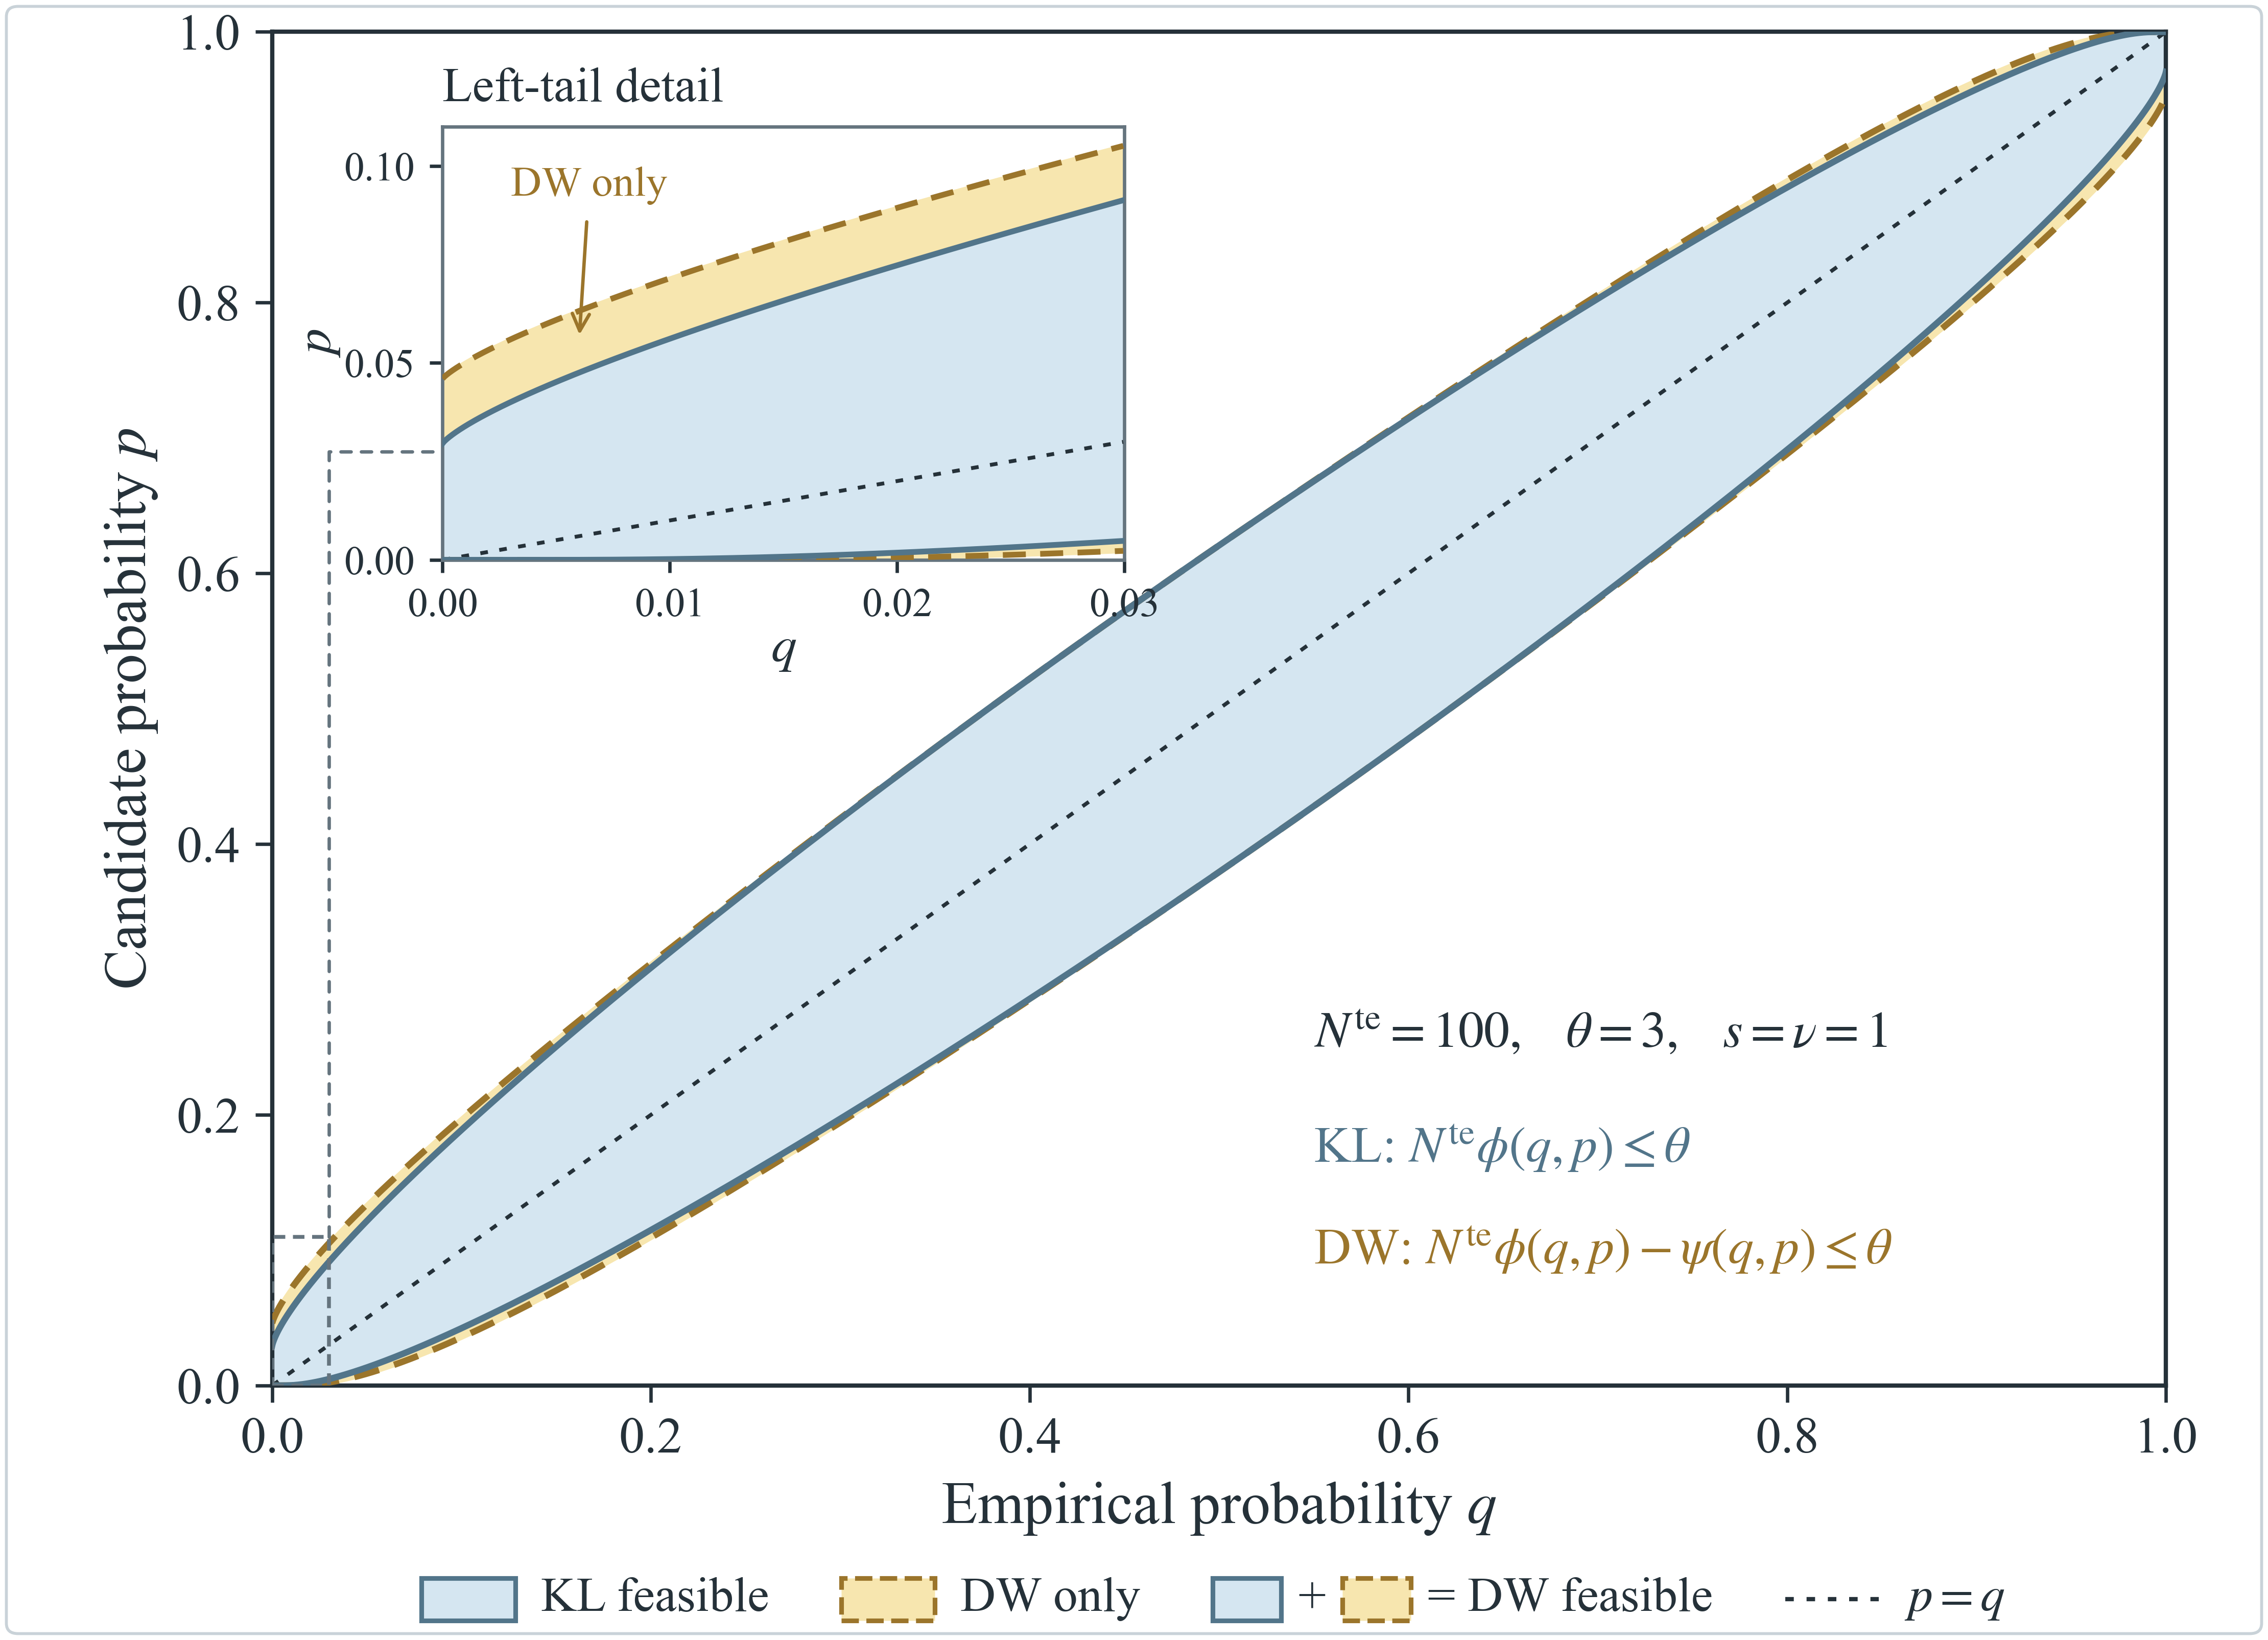 1.0
Left-tail detail
0.10
DW only
0.8
p
0.05
0.00
0.00 0.01 0.02 0.03
q
Candidate probability p
0.6
0.4
N^te = 100, θ = 3, s = ν = 1
0.2
KL: N^te ϕ(q, p) ≤ θ
DW: N^te ϕ(q, p) − ψ(q, p) ≤ θ
0.0
0.0 0.2 0.4 0.6 0.8 1.0
Empirical probability q
KL feasible DW only + = DW feasible p = q